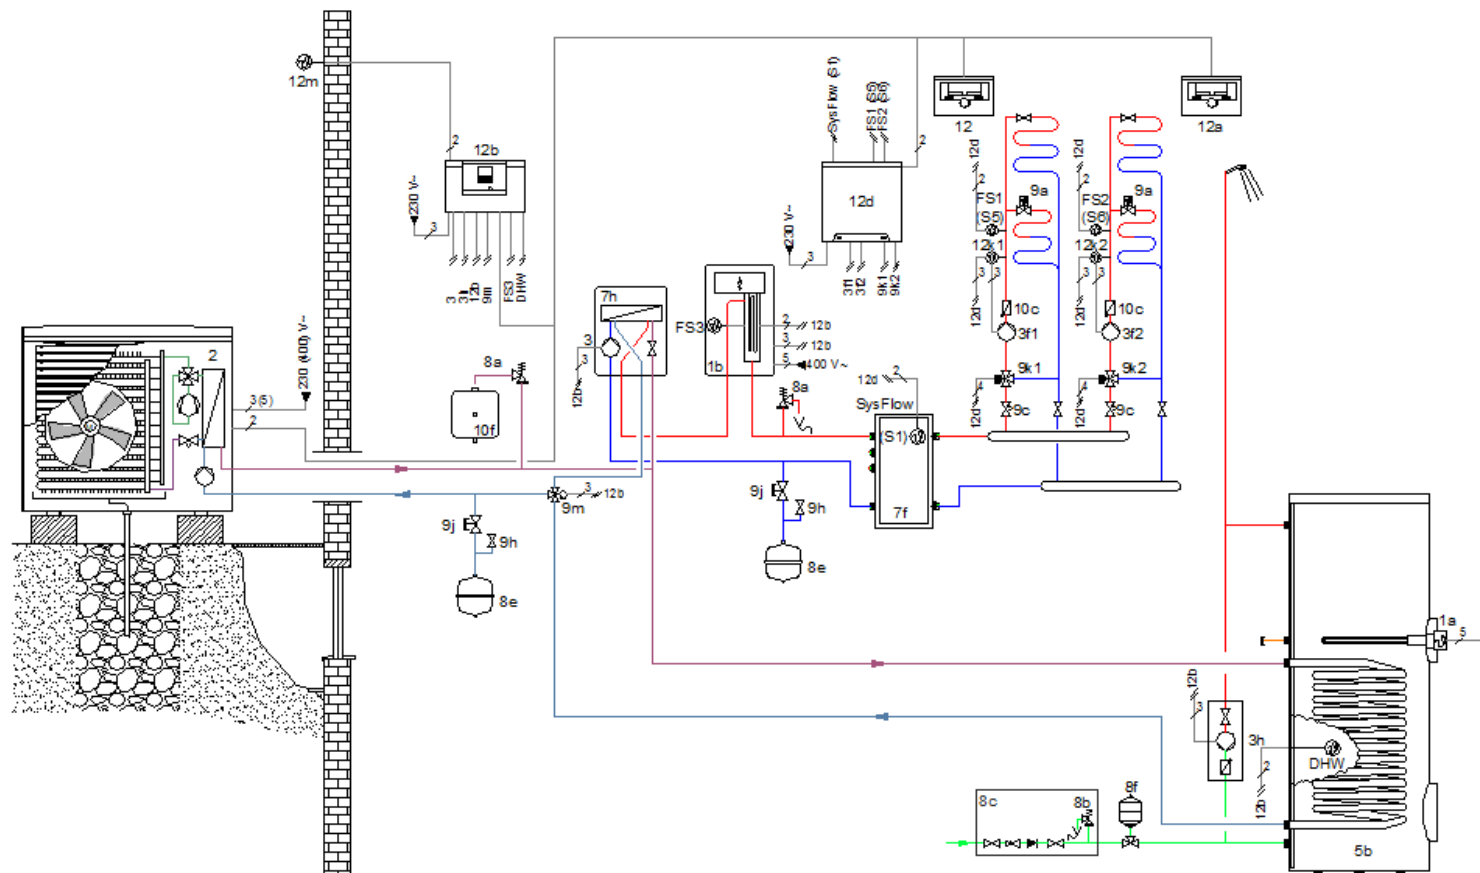 12m
2
12b
230 V~
3
3
3h
12b
9m
FS3
DHW
SysFlow (S1)
FS1 (S5)
FS2 (S6)
2
12d
230 V~
3
3f1
3f2
9k1
9k2
12
12a
12d
2
FS1
(S5)
9a
12k1
3
3
12d
10c
3f1
9k1
4
12d
9c
12d
2
FS2
(S6)
9a
12k2
3
3
12d
10c
3f2
9k2
4
12d
9c
2
230 (400) V~
3(5)
2
8a
10f
7h
3
3
12b
FS3
1b
2
12b
3
12b
5
400 V~
8a
12d
2
SysFlow
(S1)
7f
9j
9h
8e
9m
3
12b
9j
9h
8e
1a
5
12b
3
3h
DHW
2
12b
5b
8c
8b
8f